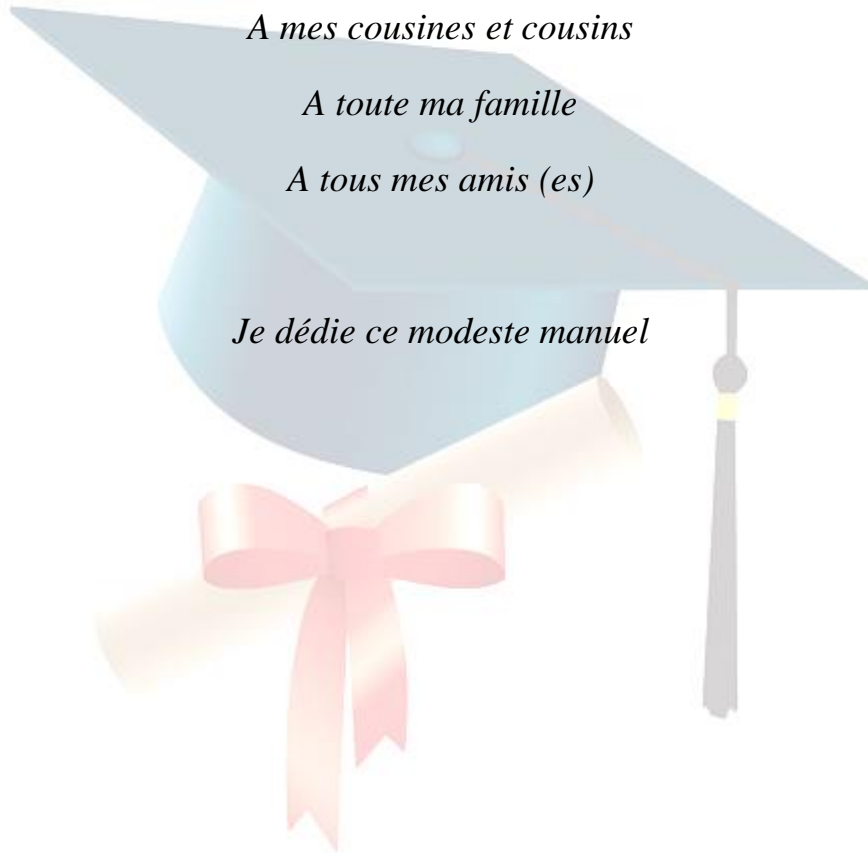 A mes cousines et cousins
A toute ma famille
A tous mes amis (es)
Je dédie ce modeste manuel